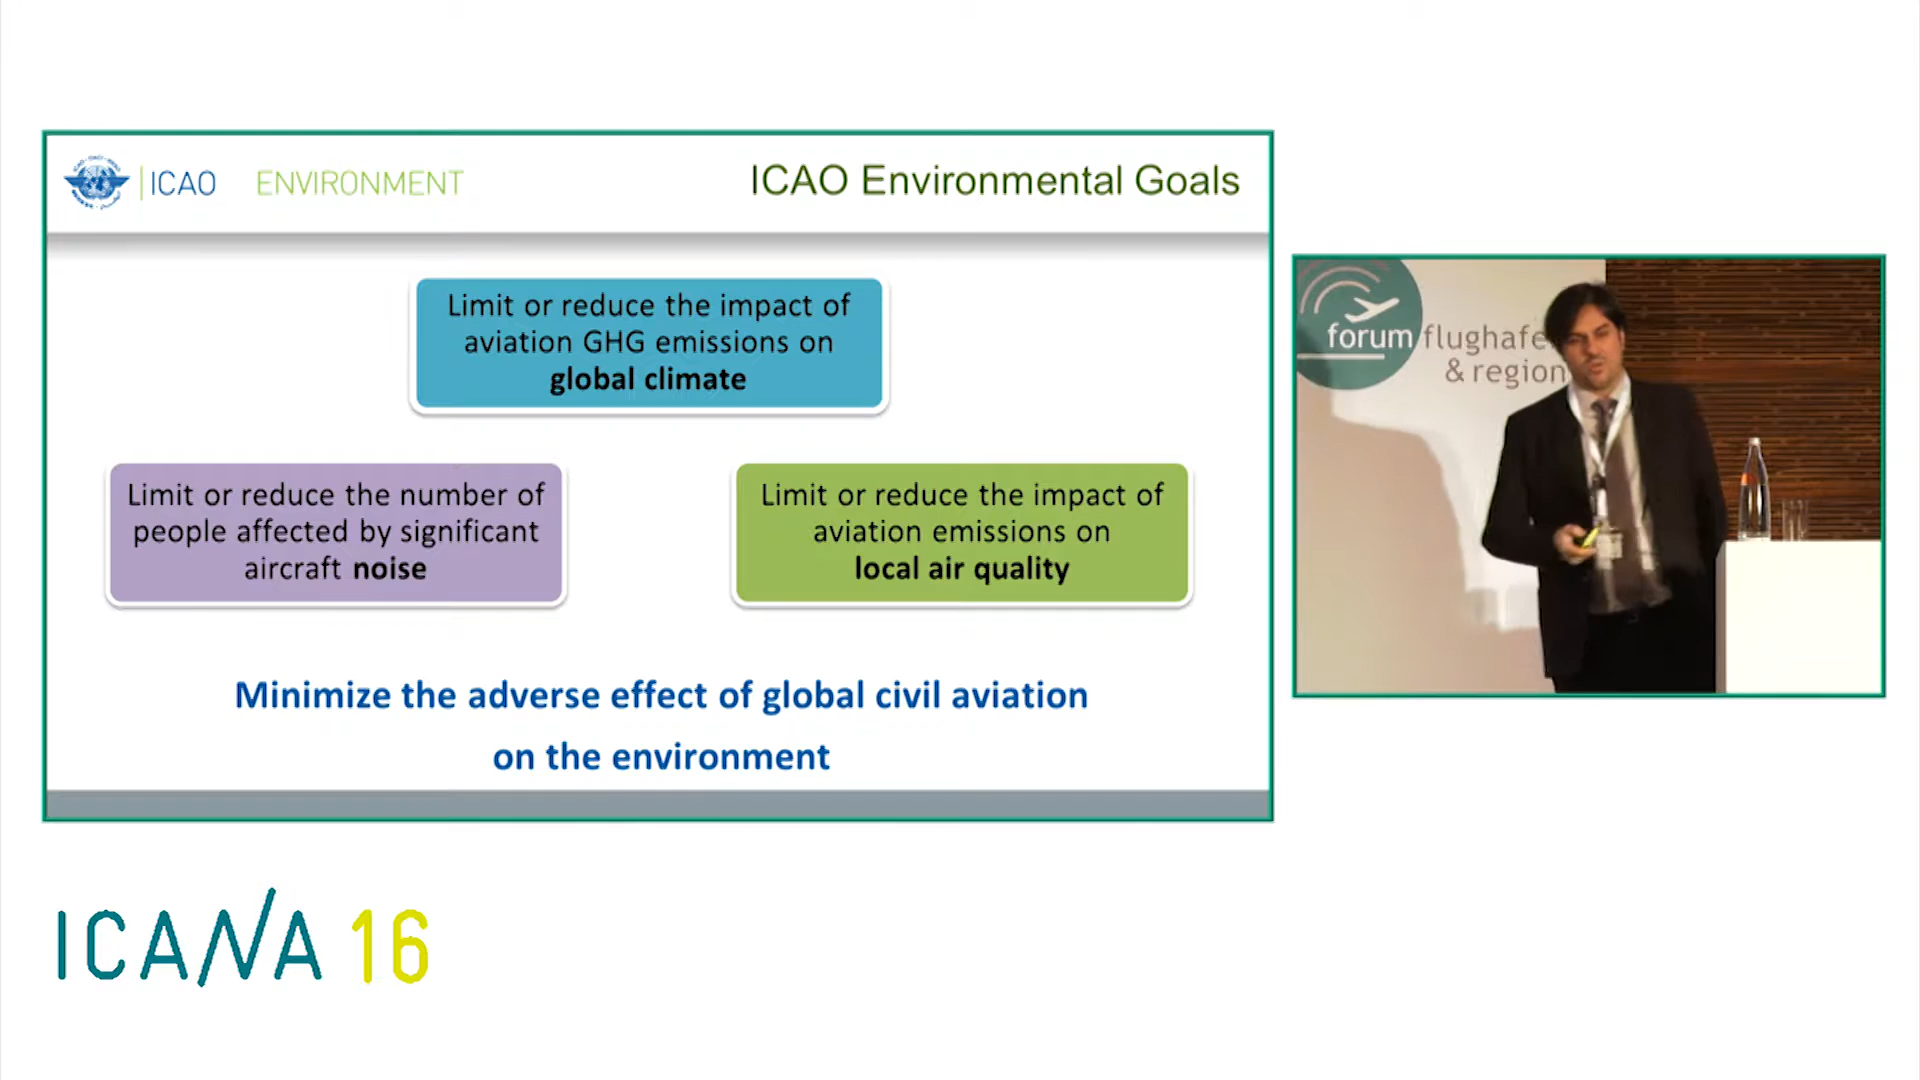 ICAO ENVIRONMENT
ICAO Environmental Goals
Limit or reduce the impact of
aviation GHG emissions on
global climate
Limit or reduce the number of
people affected by significant
aircraft noise
Limit or reduce the impact of
aviation emissions on
local air quality
Minimize the adverse effect of global civil aviation
on the environment
forum flughafe
& region
ICANA 16